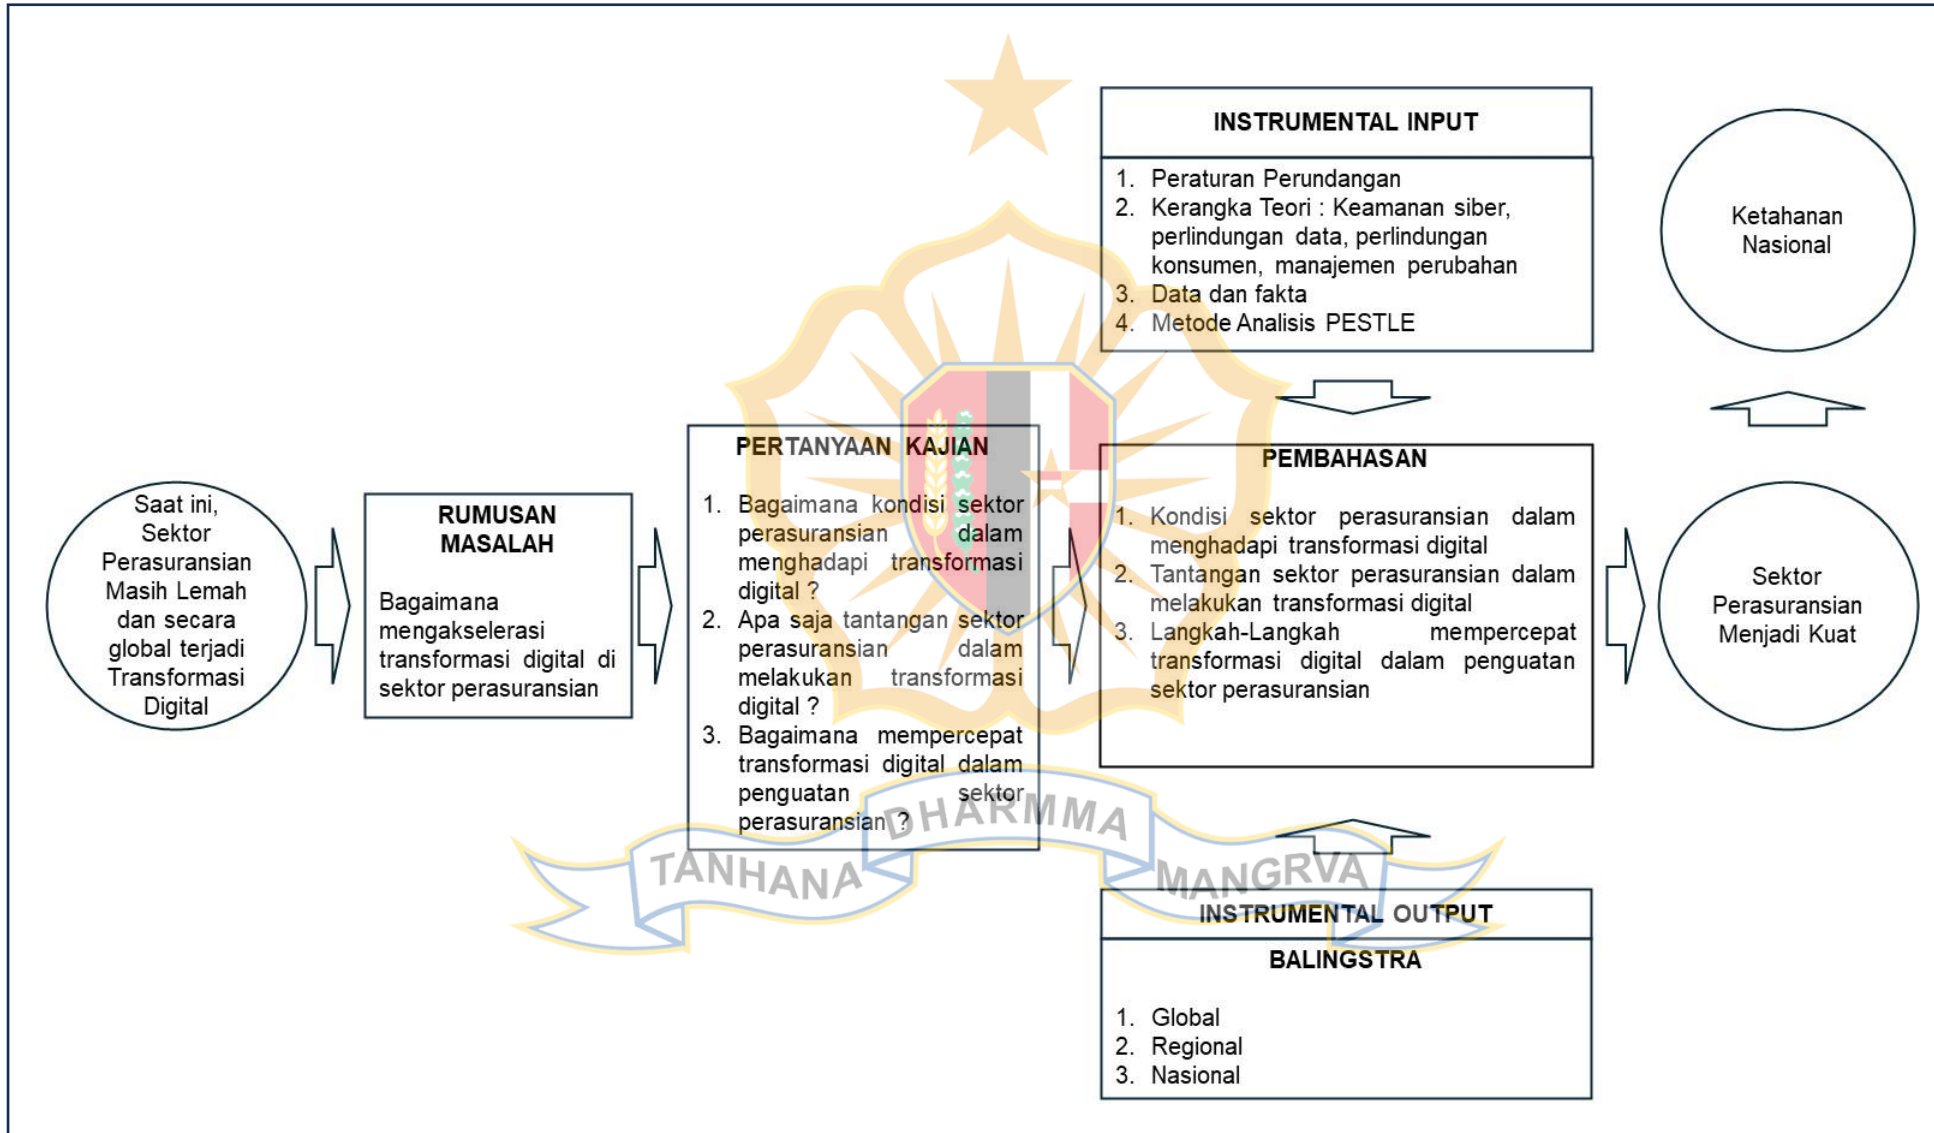 Saat ini,
Sektor
Perasuransian
Masih Lemah
dan secara
global terjadi
Transformasi
Digital
RUMUSAN
MASALAH
Bagaimana
mengakselerasi
transformasi digital di
sektor perasuransian
PERTANYAAN KAJIAN
1. Bagaimana kondisi sektor
perasuransian dalam
menghadapi transformasi
digital ?
2. Apa saja tantangan sektor
perasuransian dalam
melakukan transformasi
digital ?
3. Bagaimana mempercepat
transformasi digital dalam
penguatan sektor
perasuransian ?
INSTRUMENTAL INPUT
1. Peraturan Perundangan
2. Kerangka Teori : Keamanan siber,
perlindungan data, perlindungan
konsumen, manajemen perubahan
3. Data dan fakta
4. Metode Analisis PESTLE
PEMBAHASAN
1. Kondisi sektor perasuransian dalam
menghadapi transformasi digital
2. Tantangan sektor perasuransian dalam
melakukan transformasi digital
3. Langkah-Langkah mempercepat
transformasi digital dalam penguatan
sektor perasuransian
INSTRUMENTAL OUTPUT
BALINGSTRA
1. Global
2. Regional
3. Nasional
Sektor
Perasuransian
Menjadi Kuat
Ketahanan
Nasional
TANHANA DHARMMA MANGRVA